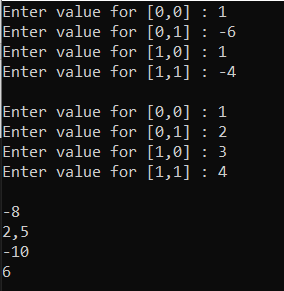 Enter value for [0,0] : 1
Enter value for [0,1] : -6
Enter value for [1,0] : 1
Enter value for [1,1] : -4

Enter value for [0,0] : 1
Enter value for [0,1] : 2
Enter value for [1,0] : 3
Enter value for [1,1] : 4

-8
2,5
-10
6